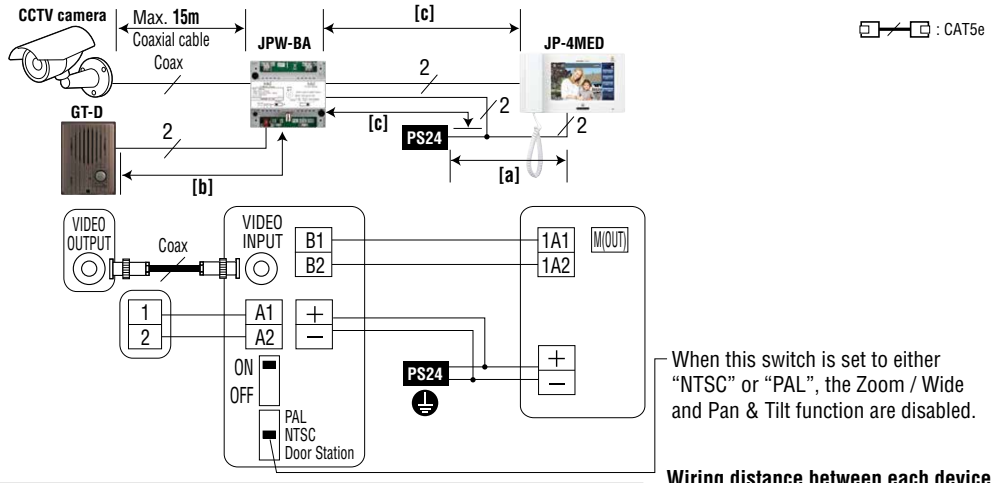 CCTV camera
Max. 15m
Coaxial cable
Coax
JPW-BA
[c]
JP-4MED
: CAT5e
2
GT-D
2
[b]
[c]
2
PS24
2
[a]
VIDEO
OUTPUT
Coax
VIDEO
INPUT
B1
B2
1A1
1A2
M(OUT)
1
2
A1
A2
+
−
ON
OFF
PS24
+
−
PAL
NTSC
Door Station
When this switch is set to either
“NTSC” or “PAL”, the Zoom / Wide
and Pan & Tilt function are disabled.
Wiring distance between each device